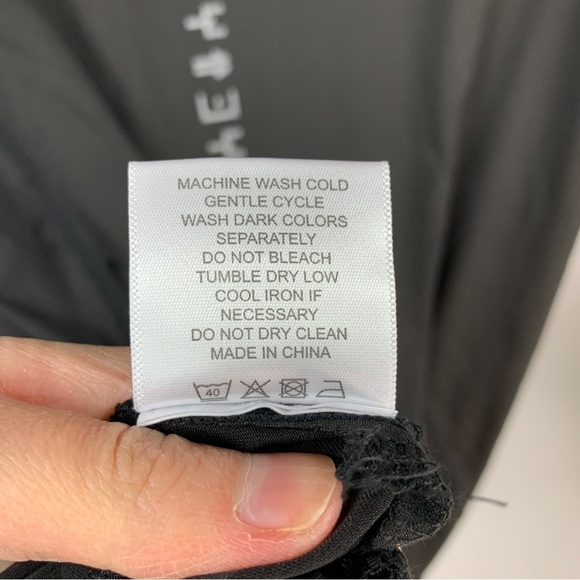 MACHINE WASH COLD
GENTLE CYCLE
WASH DARK COLORS
SEPARATELY
DO NOT BLEACH
TUMBLE DRY LOW
COOL IRON IF
NECESSARY
DO NOT DRY CLEAN
MADE IN CHINA
40